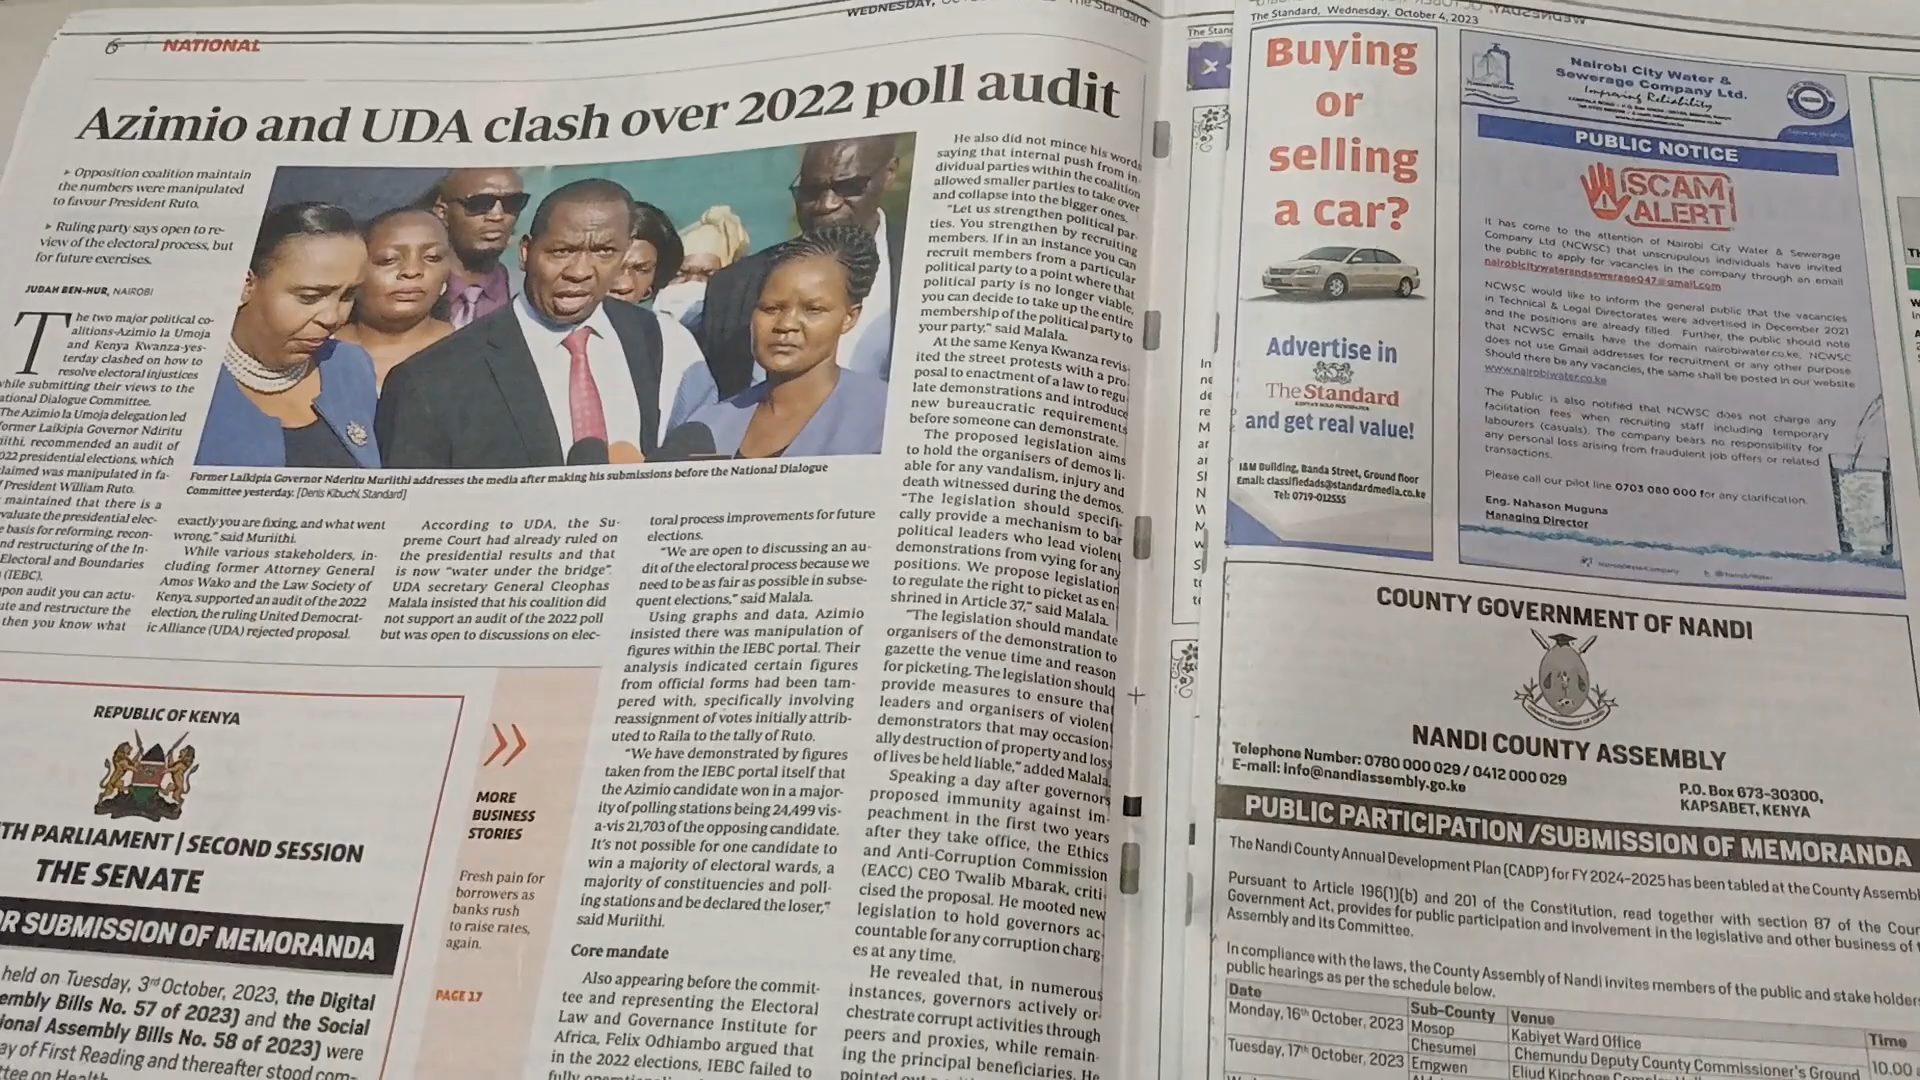 6 NATIONAL
WEDNESDAY,
The Standard
Azimio and UDA clash over 2022 poll audit
▸ Opposition coalition maintain
the numbers were manipulated
to favour President Ruto.
▸ Ruling party says open to re-
view of the electoral process, but
for future exercises.
JUDAH BEN-HUR, NAIROBI
The two major political co-
alitions-Azimio la Umoja
and Kenya Kwanza-yes-
terday clashed on how to
resolve electoral injustices
while submitting their views to the
ational Dialogue Committee.
The Azimio la Umoja delegation led
former Laikipia Governor Ndiritu
iithi, recommended an audit of
022 presidential elections, which
claimed was manipulated in fa-
f President William Ruto.
maintained that there is a
valuate the presidential elec-
e basis for reforming, recon-
nd restructuring of the In-
Electoral and Boundaries
(IEBC).
pon audit you can actu-
ute and restructure the
then you know what
Former Laikipia Governor Nderitu Muriithi addresses the media after making his submissions before the National Dialogue
Committee yesterday. [Denis Kibuchi, Standard]
exactly you are fixing, and what went
wrong," said Muriithi.
While various stakeholders, in-
cluding former Attorney General
Amos Wako and the Law Society of
Kenya, supported an audit of the 2022
election, the ruling United Democrat-
ic Alliance (UDA) rejected proposal.
According to UDA, the Su-
preme Court had already ruled on
the presidential results and that
is now "water under the bridge".
UDA secretary General Cleophas
Malala insisted that his coalition did
not support an audit of the 2022 poll
but was open to discussions on elec-
toral process improvements for future
elections.
"We are open to discussing an au-
dit of the electoral process because we
need to be as fair as possible in subse-
quent elections," said Malala.
Using graphs and data, Azimio
insisted there was manipulation of
figures within the IEBC portal. Their
analysis indicated certain figures
from official forms had been tam-
pered with, specifically involving
reassignment of votes initially attrib-
uted to Raila to the tally of Ruto.
"We have demonstrated by figures
taken from the IEBC portal itself that
the Azimio candidate won in a major-
ity of polling stations being 24,499 vis-
a-vis 21,703 of the opposing candidate.
It's not possible for one candidate to
win a majority of electoral wards, a
majority of constituencies and poll-
ing stations and be declared the loser,"
said Muriithi.
Core mandate
Also appearing before the commit-
tee and representing the Electoral
Law and Governance Institute for
Africa, Felix Odhiambo argued that
in the 2022 elections, IEBC failed to
He also did not mince his words
saying that internal push from in-
dividual parties within the coalition
allowed smaller parties to take over
and collapse into the bigger ones.
"Let us strengthen political par-
ties. You strengthen by recruiting
members. If in an instance you can
recruit members from a particular
political party to a point where that
political party is no longer viable,
you can decide to take up the entire
membership of the political party to
your party," said Malala.
At the same Kenya Kwanza revis-
ited the street protests with a pro-
posal to enactment of a law to regu-
late demonstrations and introduce
new bureaucratic requirements
before someone can demonstrate.
The proposed legislation aims
to hold the organisers of demos li-
able for any vandalism, injury and
death witnessed during the demos.
"The legislation should specifi-
cally provide a mechanism to bar
political leaders who lead violent
demonstrations from vying for any
positions. We propose legislation
to regulate the right to picket as en-
shrined in Article 37," said Malala.
"The legislation should mandate
organisers of the demonstration to
gazette the venue time and reason
for picketing. The legislation should
provide measures to ensure that
leaders and organisers of violent
demonstrators that may occasion-
ally destruction of property and loss
of lives be held liable," added Malala.
Speaking a day after governors
proposed immunity against im-
peachment in the first two years
after they take office, the Ethics
and Anti-Corruption Commission
(EACC) CEO Twalib Mbarak, criti-
cised the proposal. He mooted new
legislation to hold governors ac-
countable for any corruption charg-
es at any time.
He revealed that, in numerous
instances, governors actively or-
chestrate corrupt activities through
peers and proxies, while remain-
ing the principal beneficiaries. He
REPUBLIC OF KENYA
TH PARLIAMENT | SECOND SESSION
THE SENATE
R SUBMISSION OF MEMORANDA
held on Tuesday, 3rd October, 2023, the Digital
embly Bills No. 57 of 2023) and the Social
ional Assembly Bills No. 58 of 2023) were
ay of First Reading and thereafter stood com-
ttee on Health
MORE
BUSINESS
STORIES
Fresh pain for
borrowers as
banks rush
to raise rates,
again.
PAGE 17
The Standard, Wednesday, October 4, 2023
Buying
or
selling
a car?
Advertise in
The Standard
and get real value!
I&M Building, Banda Street, Ground floor
Email: classifiedads@standardmedia.co.ke
Tel: 0719-012555
Nairobi City Water &
Sewerage Company Ltd.
Improving Reliability
PUBLIC NOTICE
SCAM
ALERT
It has come to the attention of Nairobi City Water & Sewerage
Company Ltd (NCWSC) that unscrupulous individuals have invited
the public to apply for vacancies in the company through an email
nairobicitywaterandsewerage047@gmail.com
NCWSC would like to inform the general public that the vacancies
in Technical & Legal Directorates were advertised in December 2021
and the positions are already filled. Further, the public should note
that NCWSC emails have the domain nairobiwater.co.ke. NCWSC
does not use Gmail addresses for recruitment or any other purpose
Should there be any vacancies, the same shall be posted in our website
www.nairobiwater.co.ke
The Public is also notified that NCWSC does not charge any
facilitation fees when recruiting staff including temporary
labourers (casuals). The company bears no responsibility for
any personal loss arising from fraudulent job offers or related
transactions.
Please call our pilot line 0703 080 000 for any clarification.
Eng. Nahason Muguna
Managing Director
COUNTY GOVERNMENT OF NANDI
NANDI COUNTY ASSEMBLY
Telephone Number: 0780 000 029 / 0412 000 029
E-mail: info@nandiassembly.go.ke
P.O. Box 673-30300,
KAPSABET, KENYA
PUBLIC PARTICIPATION /SUBMISSION OF MEMORANDA
The Nandi County Annual Development Plan (CADP) for FY 2024-2025 has been tabled at the County Assembl
Pursuant to Article 196(1)(b) and 201 of the Constitution, read together with section 87 of the Coun
Government Act, provides for public participation and involvement in the legislative and other business of
Assembly and its Committee.
In compliance with the laws, the County Assembly of Nandi invites members of the public and stake holders
public hearings as per the schedule below.
Date Sub-County Venue Time
Monday, 16th October, 2023 Mosop Kabiyet Ward Office
Chesumei Chemundu Deputy County Commissioner's Ground 10.00
Tuesday, 17th October, 2023 Emgwen